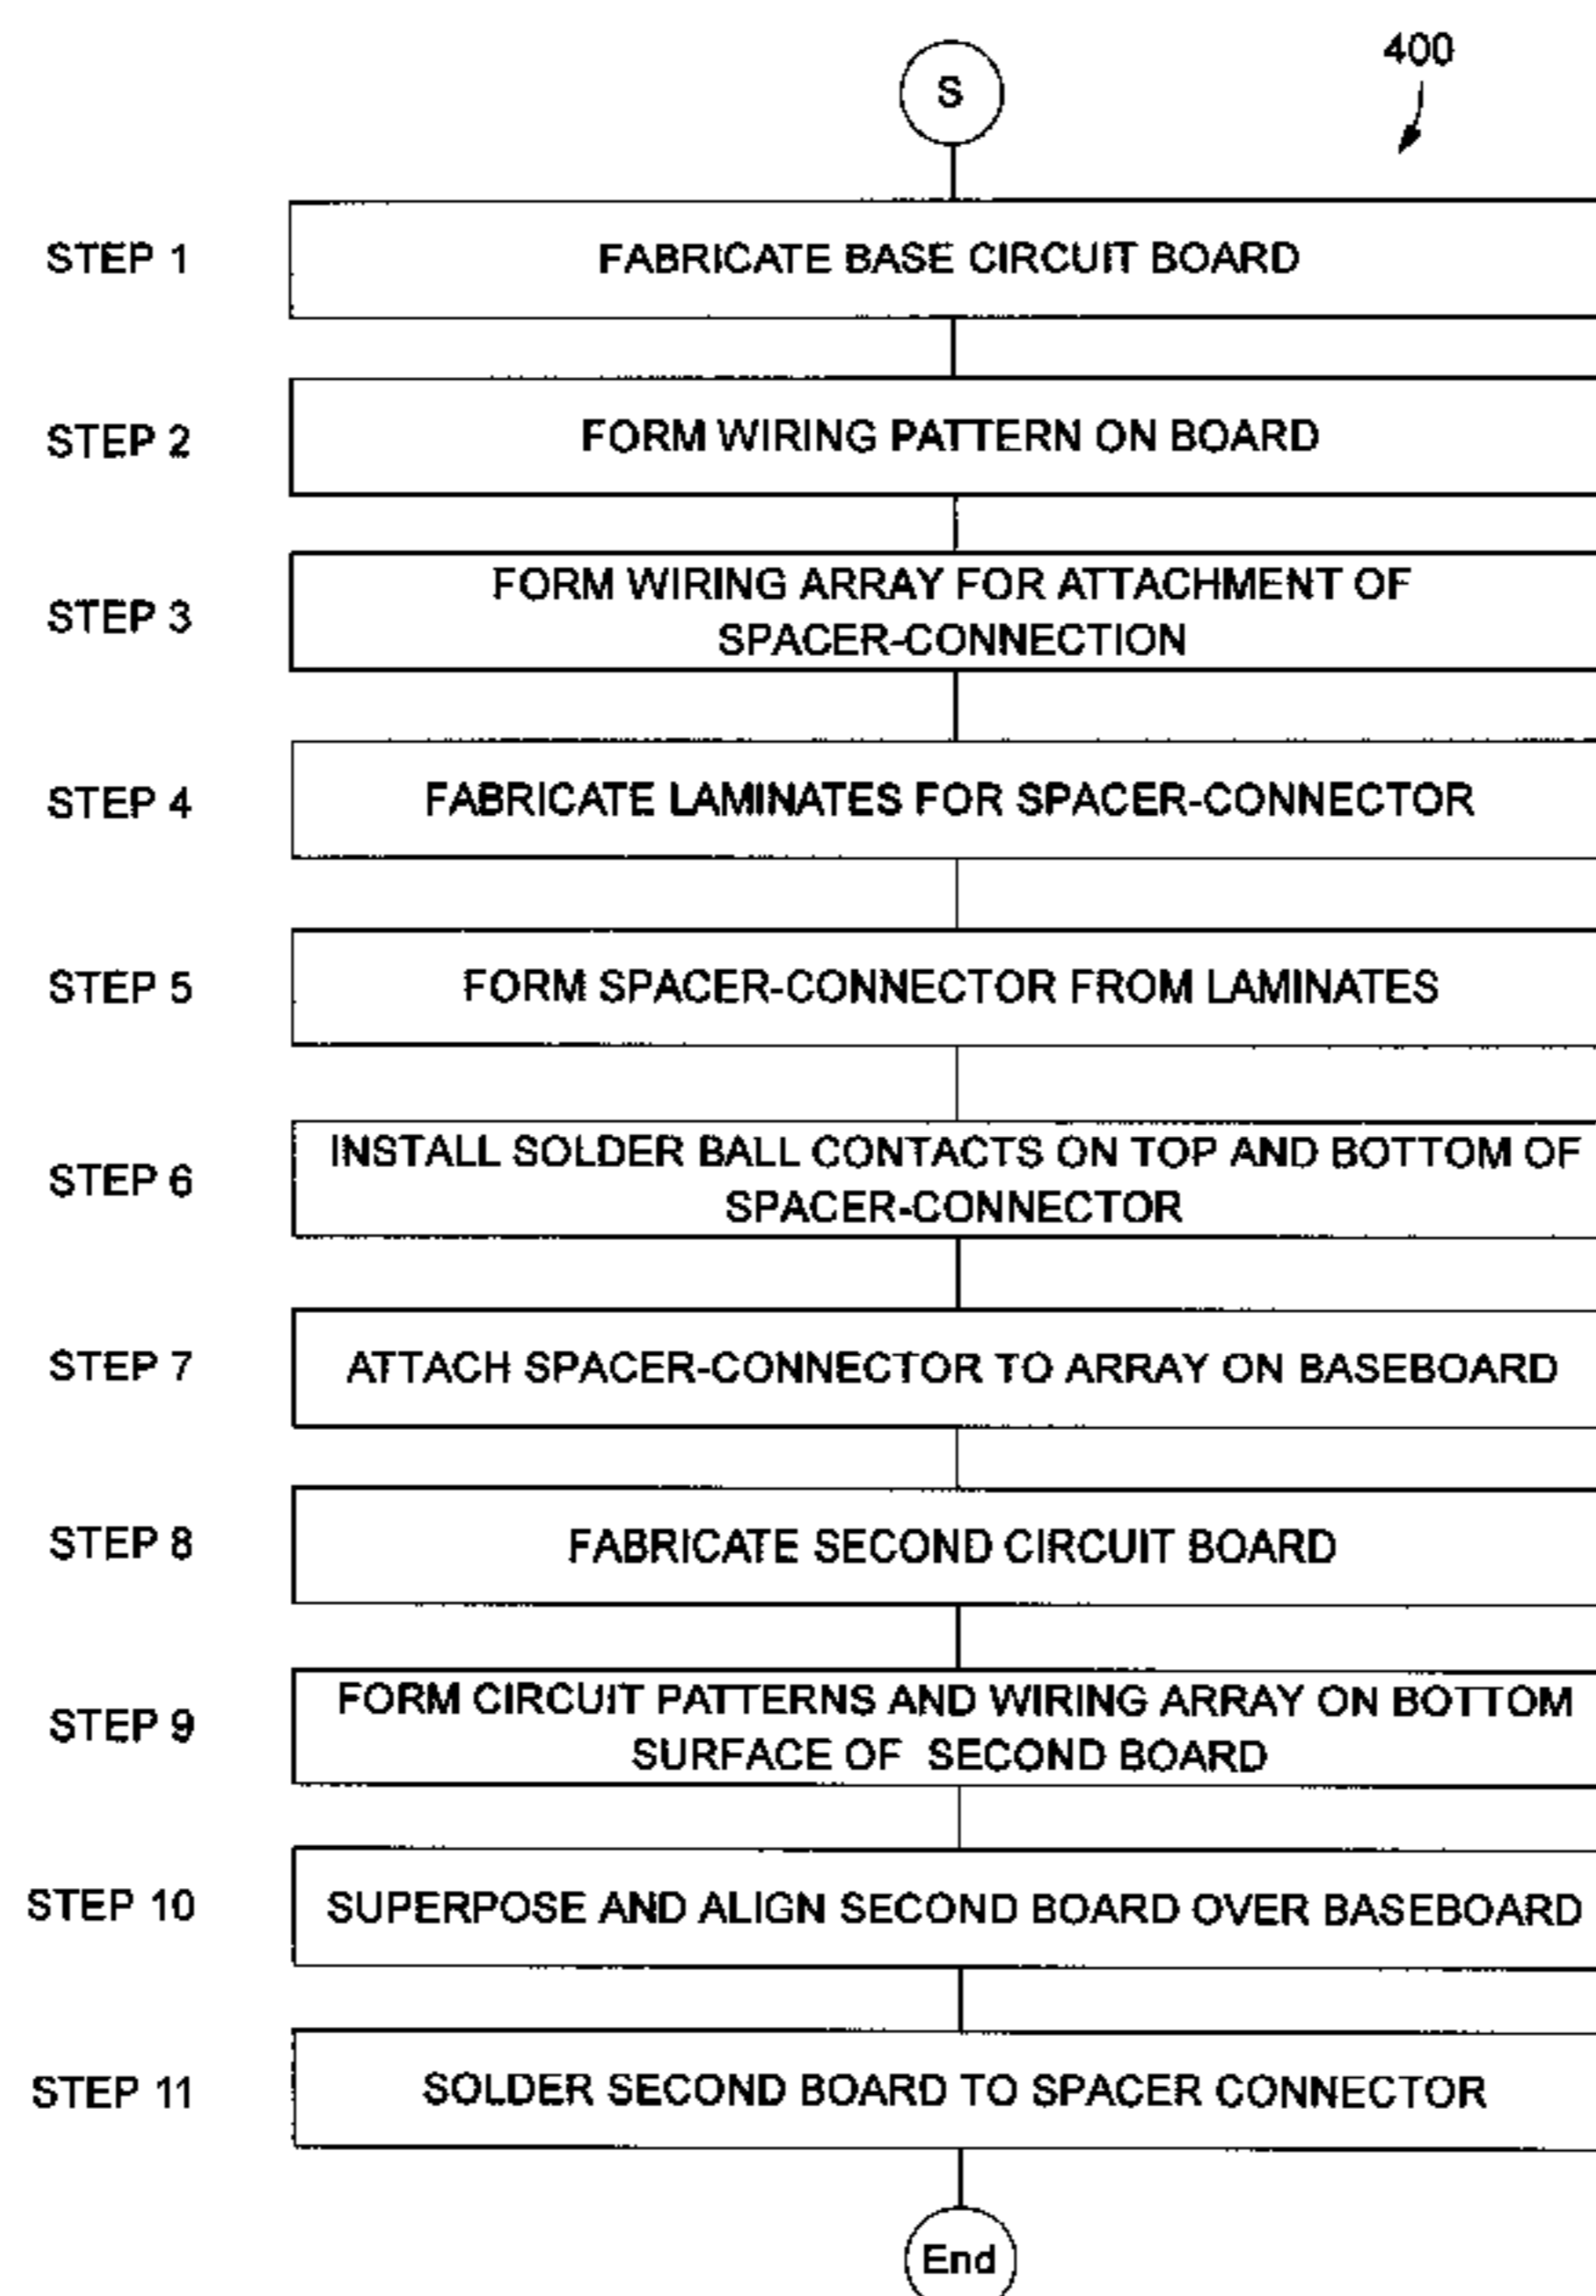 400
S
STEP 1
FABRICATE BASE CIRCUIT BOARD
STEP 2
FORM WIRING PATTERN ON BOARD
STEP 3
FORM WIRING ARRAY FOR ATTACHMENT OF
SPACER-CONNECTION
STEP 4
FABRICATE LAMINATES FOR SPACER-CONNECTOR
STEP 5
FORM SPACER-CONNECTOR FROM LAMINATES
STEP 6
INSTALL SOLDER BALL CONTACTS ON TOP AND BOTTOM OF
SPACER-CONNECTOR
STEP 7
ATTACH SPACER-CONNECTOR TO ARRAY ON BASEBOARD
STEP 8
FABRICATE SECOND CIRCUIT BOARD
STEP 9
FORM CIRCUIT PATTERNS AND WIRING ARRAY ON BOTTOM
SURFACE OF SECOND BOARD
STEP 10
SUPERPOSE AND ALIGN SECOND BOARD OVER BASEBOARD
STEP 11
SOLDER SECOND BOARD TO SPACER CONNECTOR
End